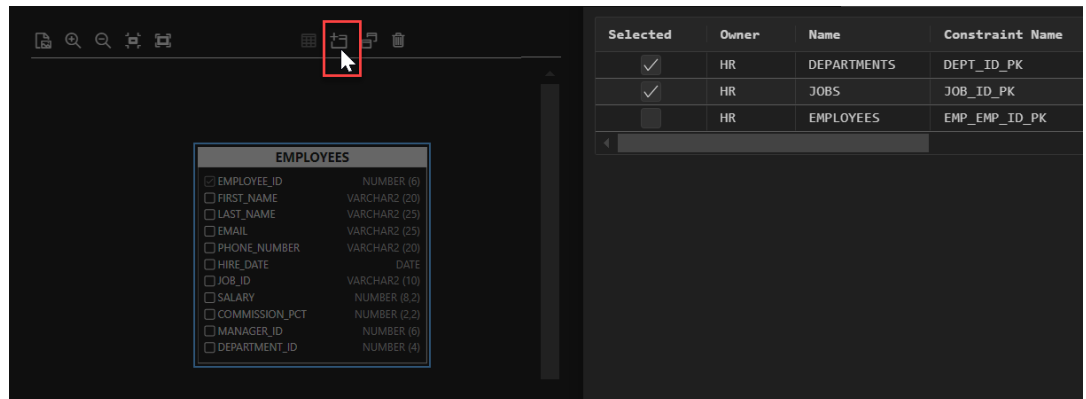 Selected Owner Name Constraint Name
HR DEPARTMENTS DEPT_ID_PK
HR JOBS JOB_ID_PK
HR EMPLOYEES EMP_EMP_ID_PK
EMPLOYEES
EMPLOYEE_ID NUMBER (6)
FIRST_NAME VARCHAR2 (20)
LAST_NAME VARCHAR2 (25)
EMAIL VARCHAR2 (25)
PHONE_NUMBER VARCHAR2 (20)
HIRE_DATE DATE
JOB_ID VARCHAR2 (10)
SALARY NUMBER (8,2)
COMMISSION_PCT NUMBER (2,2)
MANAGER_ID NUMBER (6)
DEPARTMENT_ID NUMBER (4)